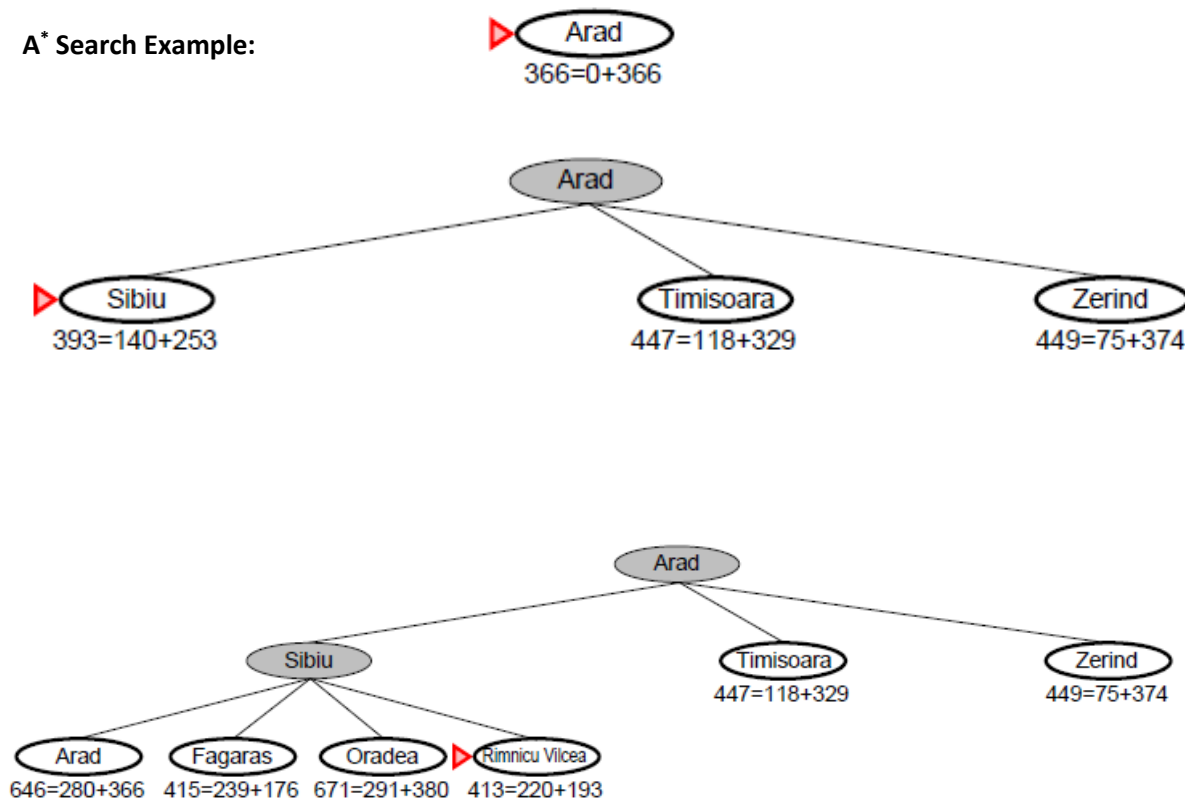 A* Search Example:
Arad
366=0+366
Arad
Sibiu Timisoara Zerind
393=140+253 447=118+329 449=75+374
Arad
Sibiu Timisoara Zerind
447=118+329 449=75+374
Arad Fagaras Oradea Rimnicu Vilcea
646=280+366 415=239+176 671=291+380 413=220+193